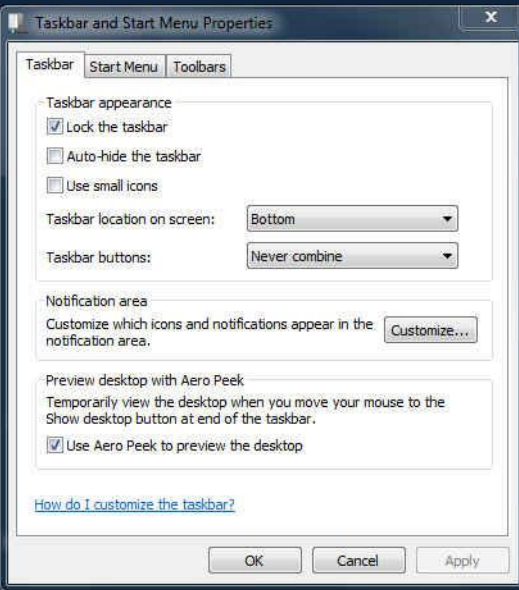 Taskbar and Start Menu Properties
x
Taskbar
Start Menu
Toolbars
Taskbar appearance
Lock the taskbar
Auto-hide the taskbar
Use small icons
Taskbar location on screen:
Bottom
Taskbar buttons:
Never combine
Notification area
Customize which icons and notifications appear in the
notification area.
Customize...
Preview desktop with Aero Peek
Temporarily view the desktop when you move your mouse to the
Show desktop button at end of the taskbar.
Use Aero Peek to preview the desktop
How do I customize the taskbar?
OK
Cancel
Apply